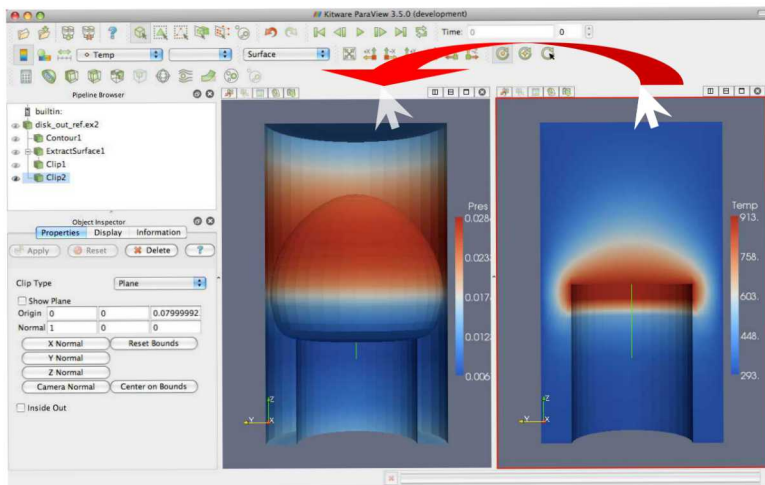 Kitware ParaView 3.5.0 (development)
Time: 0 0
Temp Surface
Pipeline Browser
builtin:
disk_out_ref.ex2
Contour1
ExtractSurface1
Clip1
Clip2
Object Inspector
Properties Display Information
Apply Reset Delete ?
Clip Type Plane
Show Plane
Origin 0 0 0.07999992
Normal 1 0 0
X Normal Reset Bounds
Y Normal
Z Normal
Camera Normal Center on Bounds
Inside Out
Pres
0.028
0.023
0.017
0.012
0.006
Z
Y X
Temp
913.
758.
603.
448.
293.
Z
Y X